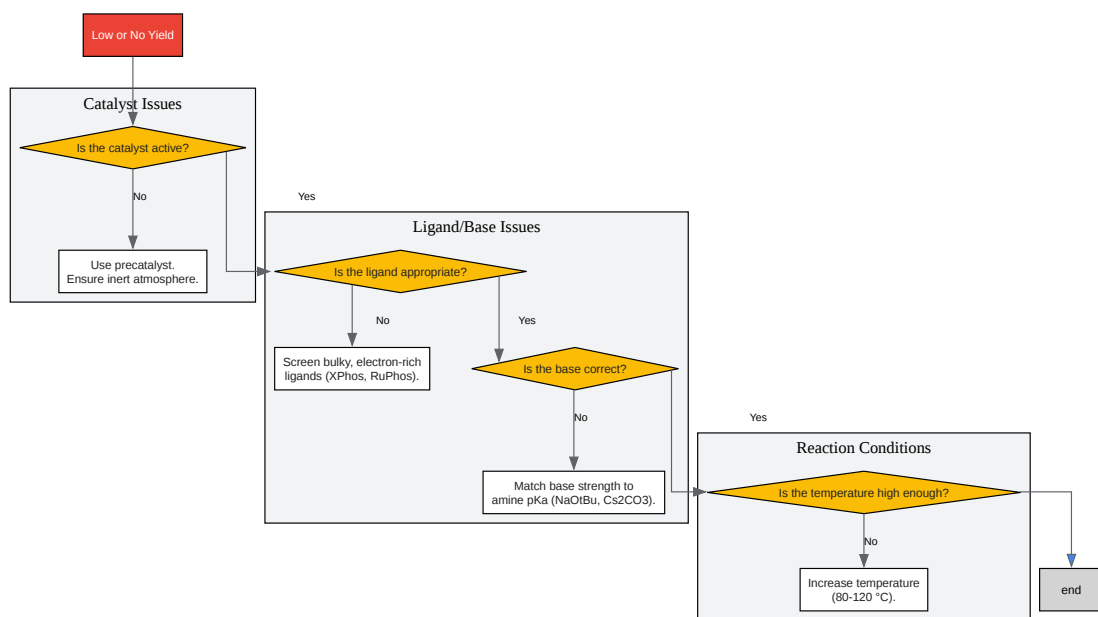 Low or No Yield
Catalyst Issues
Is the catalyst active?
No
Yes
Use precatalyst.
Ensure inert atmosphere.
Ligand/Base Issues
Is the ligand appropriate?
No
Yes
Screen bulky, electron-rich
ligands (XPhos, RuPhos).
Is the base correct?
No
Yes
Match base strength to
amine pKa (NaOtBu, Cs2CO3).
Reaction Conditions
Is the temperature high enough?
No
Increase temperature
(80-120 °C).
end